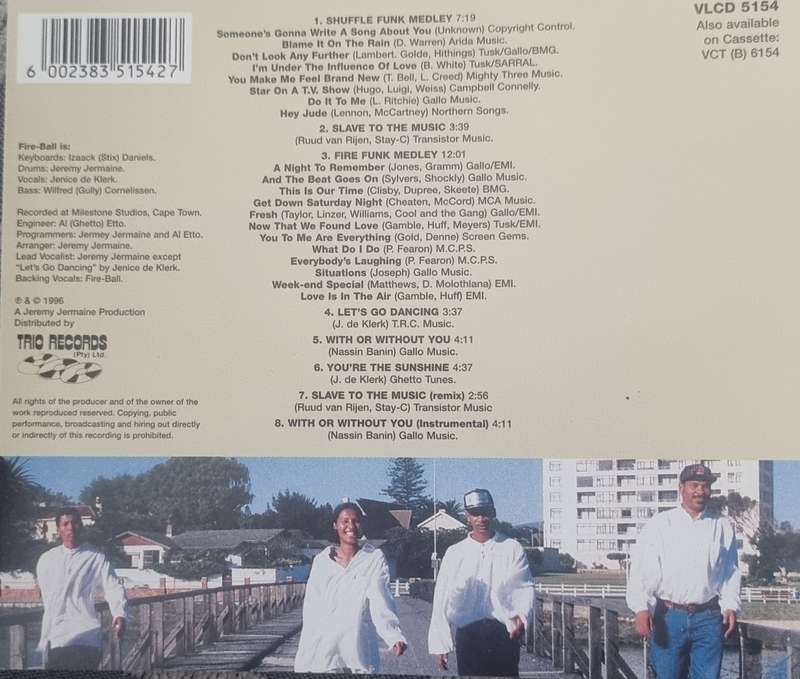 6 002383 515427
VLCD 5154
Also available
on Cassette:
VCT (B) 6154
1. SHUFFLE FUNK MEDLEY 7:19
Someone's Gonna Write A Song About You (Unknown) Copyright Control.
Blame It On The Rain (D. Warren) Arida Music.
Don't Look Any Further (Lambert. Golde, Hithings) Tusk/Gallo/BMG.
I'm Under The Influence Of Love (B. White) Tusk/SARRAL.
You Make Me Feel Brand New (T. Bell, L. Creed) Mighty Three Music.
Star On A T.V. Show (Hugo, Luigi, Weiss) Campbell Connelly.
Do It To Me (L. Ritchie) Gallo Music.
Hey Jude (Lennon, McCartney) Northern Songs.
2. SLAVE TO THE MUSIC 3:39
(Ruud van Rijen, Stay-C) Transistor Music.
3. FIRE FUNK MEDLEY 12:01
A Night To Remember (Jones, Gramm) Gallo/EMI.
And The Beat Goes On (Sylvers, Shockly) Gallo Music.
This Is Our Time (Clisby, Dupree, Skeete) BMG.
Get Down Saturday Night (Cheaten, McCord) MCA Music.
Fresh (Taylor, Linzer, Williams, Cool and the Gang) Gallo/EMI.
Now That We Found Love (Gamble, Huff, Meyers) Tusk/EMI.
You To Me Are Everything (Gold, Denne) Screen Gems.
What Do I Do (P. Fearon) M.C.P.S.
Everybody's Laughing (P. Fearon) M.C.P.S.
Situations (Joseph) Gallo Music.
Week-end Special (Matthews, D. Molothlana) EMI.
Love Is In The Air (Gamble, Huff) EMI.
4. LET'S GO DANCING 3:37
(J. de Klerk) T.R.C. Music.
5. WITH OR WITHOUT YOU 4:11
(Nassin Banin) Gallo Music.
6. YOU'RE THE SUNSHINE 4:37
(J. de Klerk) Ghetto Tunes.
7. SLAVE TO THE MUSIC (remix) 2:56
(Ruud van Rijen, Stay-C) Transistor Music
8. WITH OR WITHOUT YOU (Instrumental) 4:11
(Nassin Banin) Gallo Music.
Fire-Ball is:
Keyboards: Izaack (Stix) Daniels.
Drums: Jeremy Jermaine.
Vocals: Jenice de Klerk.
Bass: Wilfred (Gully) Cornelissen.
Recorded at Milestone Studios, Cape Town.
Engineer: Al (Ghetto) Etto.
Programmers: Jermey Jermaine and Al Etto.
Arranger: Jeremy Jermaine.
Lead Vocalist: Jeremy Jermaine except
"Let's Go Dancing" by Jenice de Klerk.
Backing Vocals: Fire-Ball.
℗ & © 1996
A Jeremy Jermaine Production
Distributed by
TRIO RECORDS
(Pty) Ltd.
All rights of the producer and of the owner of the
work reproduced reserved. Copying, public
performance, broadcasting and hiring out directly
or indirectly of this recording is prohibited.